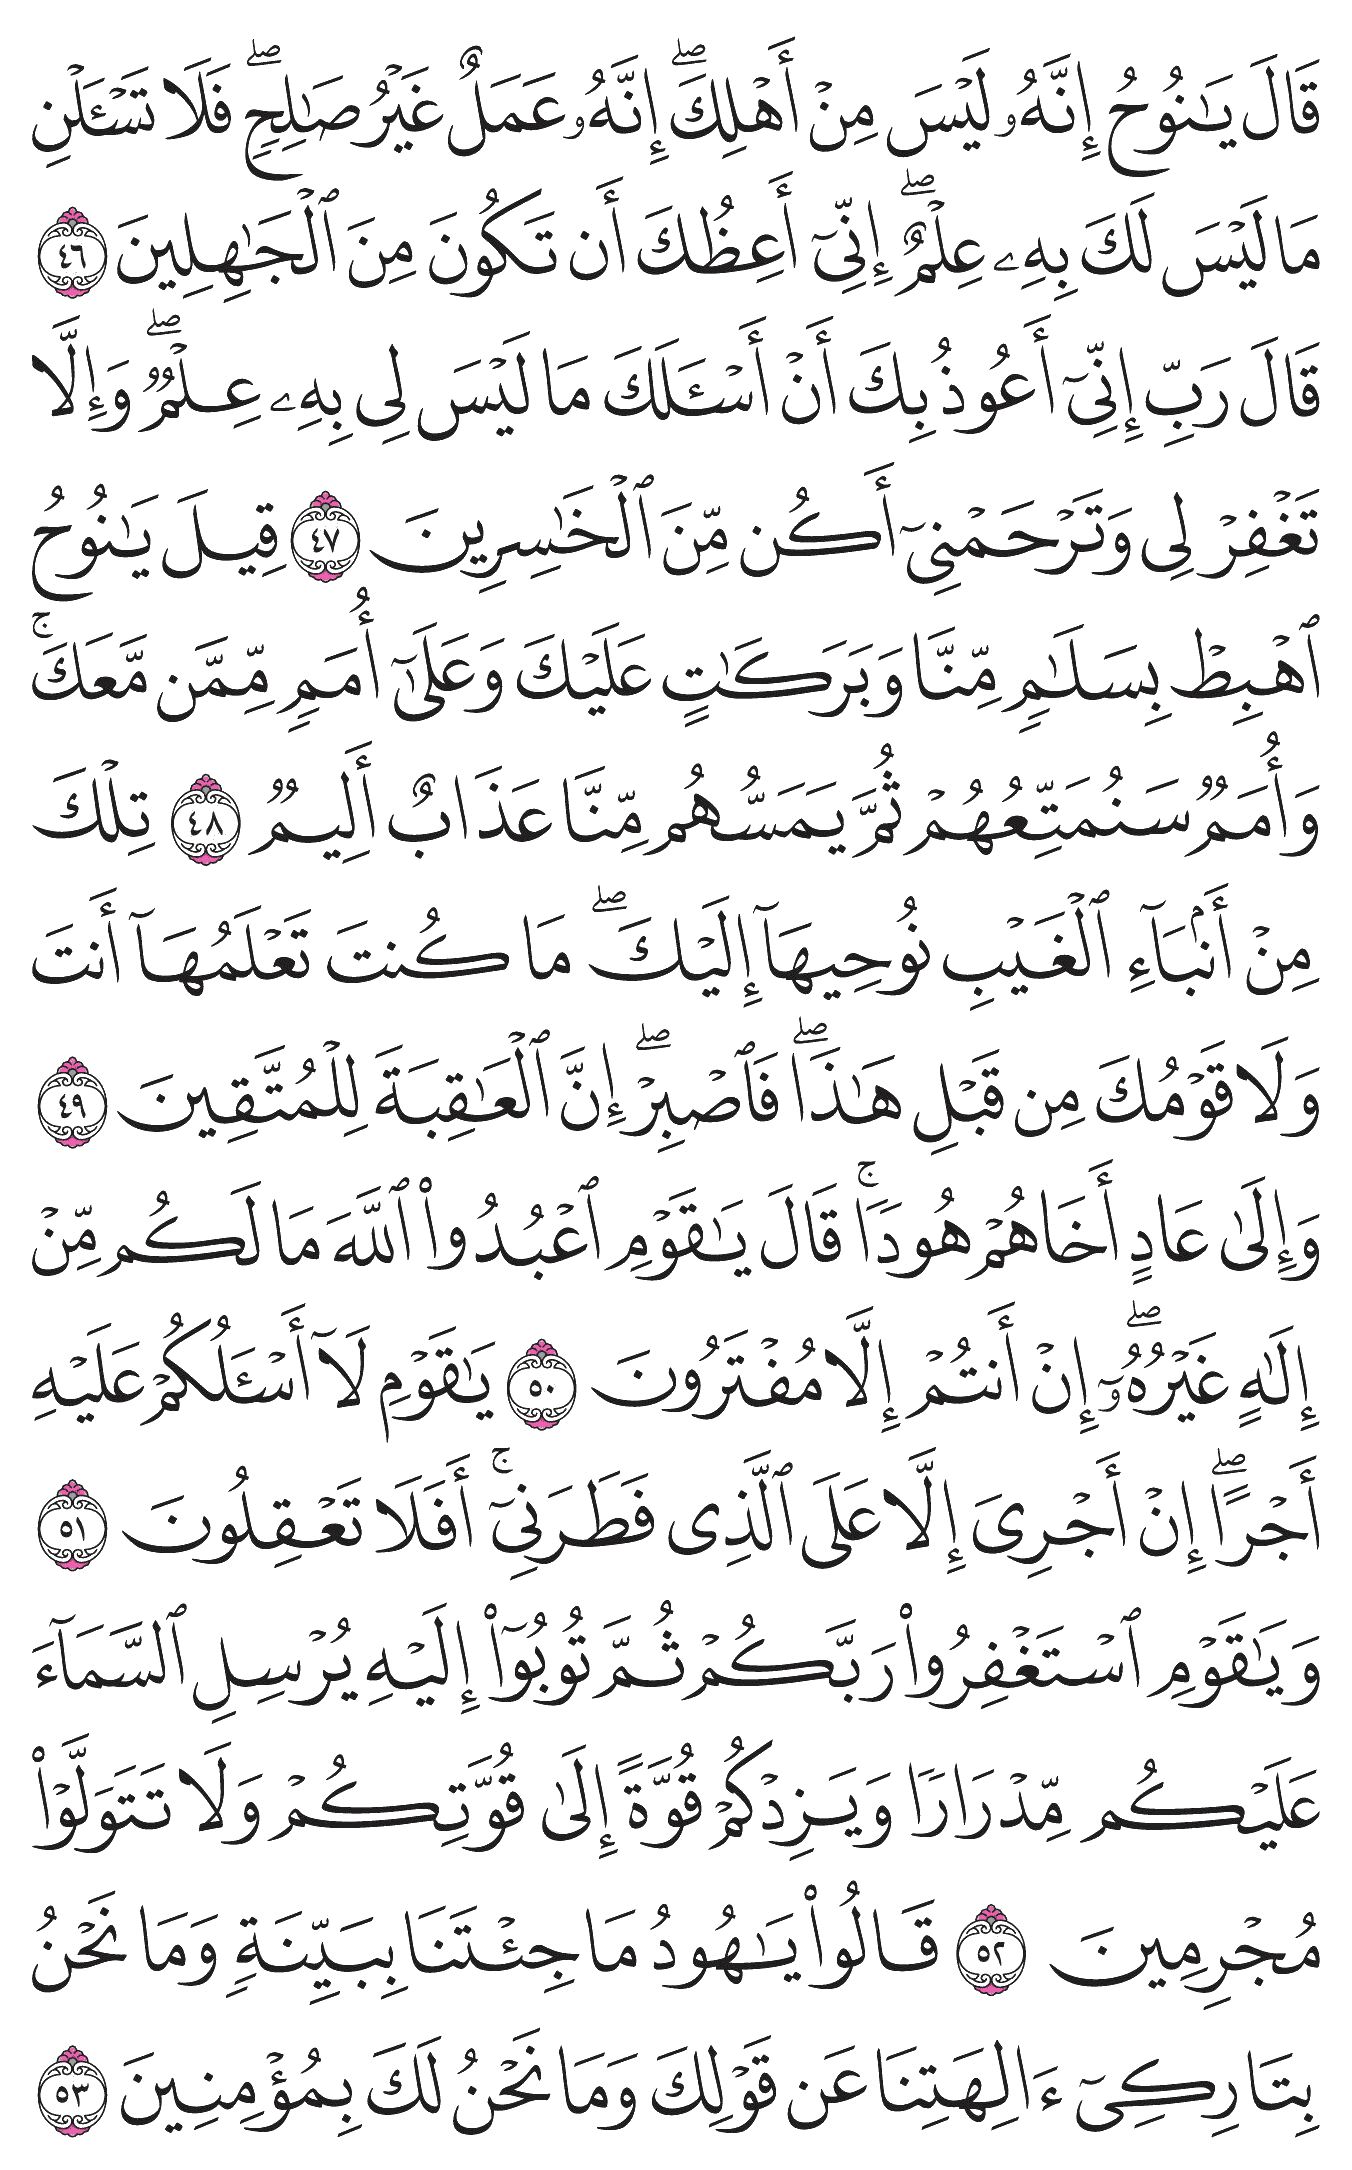 قَالَ يَٰنُوحُ إِنَّهُۥ لَيۡسَ مِنۡ أَهۡلِكَۖ إِنَّهُۥ عَمَلٌ غَيۡرُ صَٰلِحٖۖ فَلَا تَسۡـَٔلۡنِ
مَا لَيۡسَ لَكَ بِهِۦ عِلۡمٌۖ إِنِّيٓ أَعِظُكَ أَن تَكُونَ مِنَ ٱلۡجَٰهِلِينَ ٤٦
قَالَ رَبِّ إِنِّيٓ أَعُوذُ بِكَ أَنۡ أَسۡـَٔلَكَ مَا لَيۡسَ لِي بِهِۦ عِلۡمٞۖ وَإِلَّا
تَغۡفِرۡ لِي وَتَرۡحَمۡنِيٓ أَكُن مِّنَ ٱلۡخَٰسِرِينَ ٤٧ قِيلَ يَٰنُوحُ
ٱهۡبِطۡ بِسَلَٰمٖ مِّنَّا وَبَرَكَٰتٍ عَلَيۡكَ وَعَلَىٰٓ أُمَمٖ مِّمَّن مَّعَكَۚ
وَأُمَمٞ سَنُمَتِّعُهُمۡ ثُمَّ يَمَسُّهُم مِّنَّا عَذَابٌ أَلِيمٞ ٤٨ تِلۡكَ
مِنۡ أَنۢبَآءِ ٱلۡغَيۡبِ نُوحِيهَآ إِلَيۡكَۖ مَا كُنتَ تَعۡلَمُهَآ أَنتَ
وَلَا قَوۡمُكَ مِن قَبۡلِ هَٰذَاۖ فَٱصۡبِرۡۖ إِنَّ ٱلۡعَٰقِبَةَ لِلۡمُتَّقِينَ ٤٩
وَإِلَىٰ عَادٍ أَخَاهُمۡ هُودٗاۚ قَالَ يَٰقَوۡمِ ٱعۡبُدُواْ ٱللَّهَ مَا لَكُم مِّنۡ
إِلَٰهٍ غَيۡرُهُۥٓۖ إِنۡ أَنتُمۡ إِلَّا مُفۡتَرُونَ ٥٠ يَٰقَوۡمِ لَآ أَسۡـَٔلُكُمۡ عَلَيۡهِ
أَجۡرًاۖ إِنۡ أَجۡرِيَ إِلَّا عَلَى ٱلَّذِي فَطَرَنِيٓۚ أَفَلَا تَعۡقِلُونَ ٥١
وَيَٰقَوۡمِ ٱسۡتَغۡفِرُواْ رَبَّكُمۡ ثُمَّ تُوبُوٓاْ إِلَيۡهِ يُرۡسِلِ ٱلسَّمَآءَ
عَلَيۡكُم مِّدۡرَارٗا وَيَزِدۡكُمۡ قُوَّةً إِلَىٰ قُوَّتِكُمۡ وَلَا تَتَوَلَّوۡاْ
مُجۡرِمِينَ ٥٢ قَالُواْ يَٰهُودُ مَا جِئۡتَنَا بِبَيِّنَةٖ وَمَا نَحۡنُ
بِتَارِكِيٓ ءَالِهَتِنَا عَن قَوۡلِكَ وَمَا نَحۡنُ لَكَ بِمُؤۡمِنِينَ ٥٣